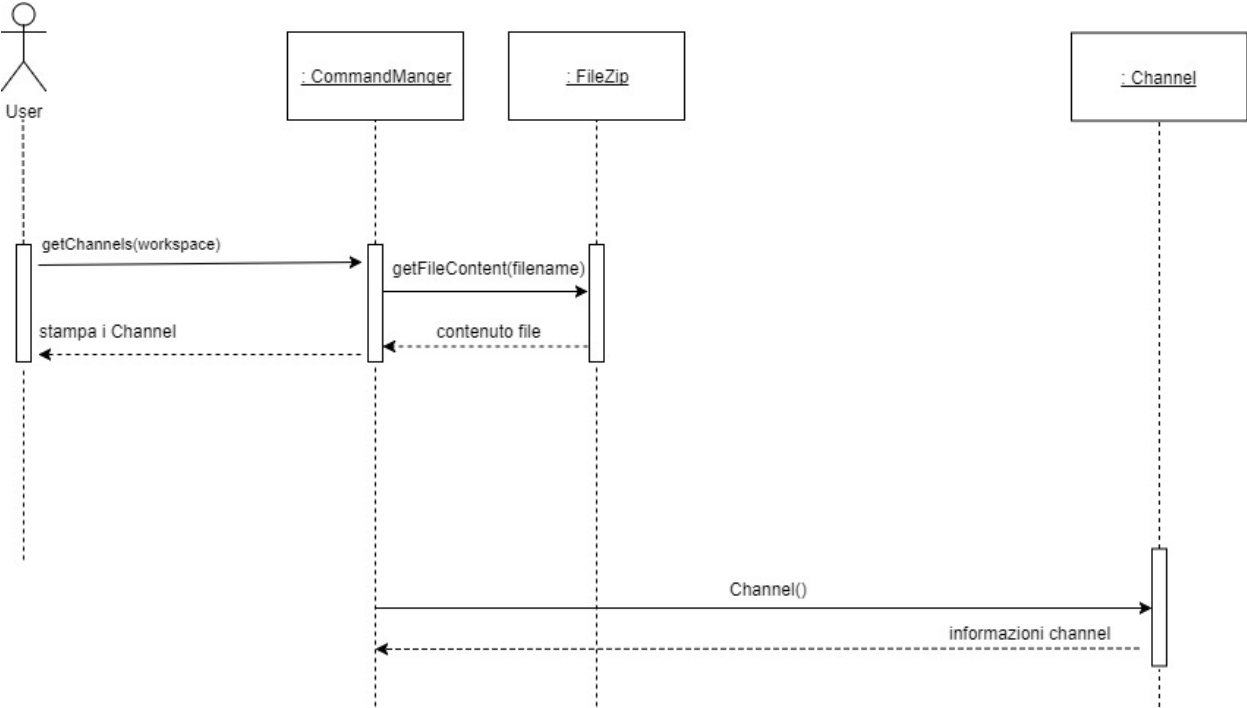 : CommandManger
: FileZip
: Channel
User
getChannels(workspace)
getFileContent(filename)
stampa i Channel
contenuto file
Channel()
informazioni channel